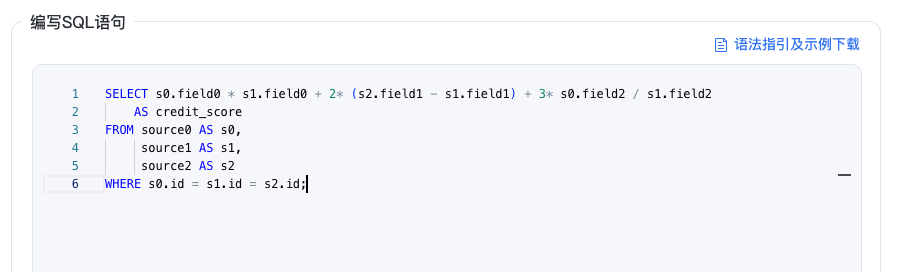 编写SQL语句
语法指引及示例下载
1 SELECT s0.field0 * s1.field0 + 2* (s2.field1 - s1.field1) + 3* s0.field2 / s1.field2
2 AS credit_score
3 FROM source0 AS s0,
4 source1 AS s1,
5 source2 AS s2
6 WHERE s0.id = s1.id = s2.id;